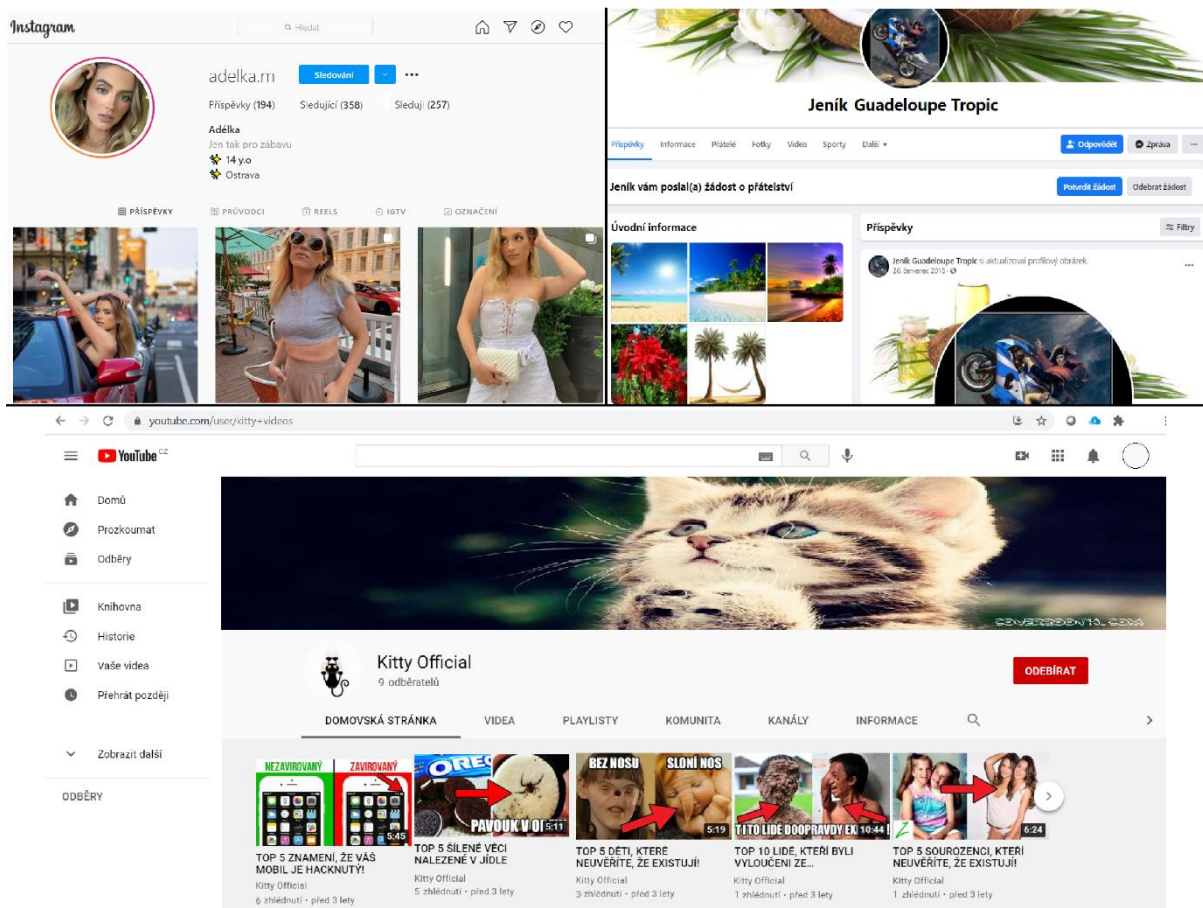 Instagram
Hledat
adelka.m
Sledování
Příspěvky (194) Sledující (358) Sleduji (257)
Adélka
Jen tak pro zábavu
14 y.o
Ostrava
PŘÍSPĚVKY PRŮVODCI REELS IGTV OZNAČENÍ
Jeník Guadeloupe Tropic
Příspěvky Informace Přátelé Fotky Videa Sporty Další
Odpovědět Zpráva
Jeník vám poslal(a) žádost o přátelství
Potvrdit žádost Odebrat žádost
Úvodní informace
Příspěvky
Filtry
Jeník Guadeloupe Tropic si aktualizoval profilový obrázek.
26. červenec 2015
youtube.com/user/kitty+videos
YouTube CZ
Domů
Prozkoumat
Odběry
Knihovna
Historie
Vaše videa
Přehrát později
Zobrazit další
ODBĚRY
Kitty Official
9 odběratelů
ODEBÍRAT
DOMOVSKÁ STRÁNKA VIDEA PLAYLISTY KOMUNITA KANÁLY INFORMACE
NEZAVIROVANÝ ZAVIROVANÝ
5:45
TOP 5 ZNAMENÍ, ŽE VÁŠ
MOBIL JE HACKNUTÝ!
Kitty Official
6 zhlédnutí • před 3 lety
OREO
PAVOUK V
5:11
TOP 5 ŠÍLENÉ VĚCI
NALEZENÉ V JÍDLE
Kitty Official
5 zhlédnutí • před 3 lety
BEZ NOSU SLONÍ NOS
5:19
TOP 5 DĚTI, KTERÉ
NEUVĚŘÍTE, ŽE EXISTUJÍ!
Kitty Official
3 zhlédnutí • před 3 lety
TITO LIDÉ DOOPRAVDY EX
10:44
TOP 10 LIDÉ, KTEŘÍ BYLI
VYLOUČENI ZE...
Kitty Official
1 zhlédnutí • před 3 lety
6:24
TOP 5 SOUROZENCI, KTEŘÍ
NEUVĚŘÍTE, ŽE EXISTUJÍ!
Kitty Official
1 zhlédnutí • před 3 lety